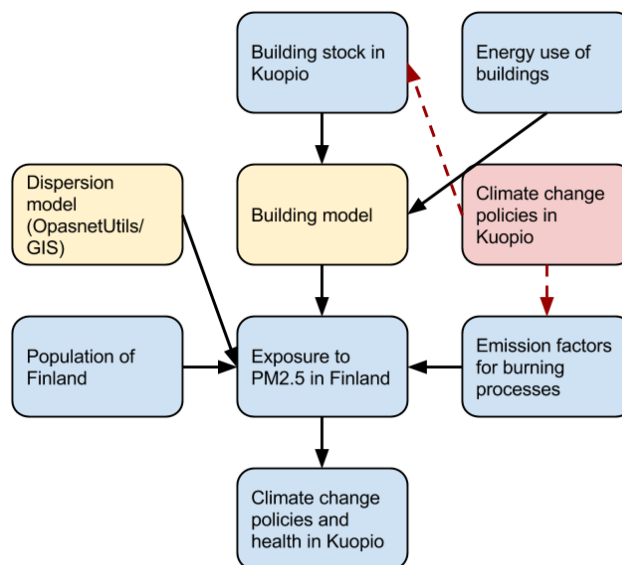 Building stock in
Kuopio
Energy use of
buildings
Dispersion
model
(OpasnetUtils/
GIS)
Building model
Climate change
policies in
Kuopio
Population of
Finland
Exposure to
PM2.5 in Finland
Emission factors
for burning
processes
Climate change
policies and
health in Kuopio